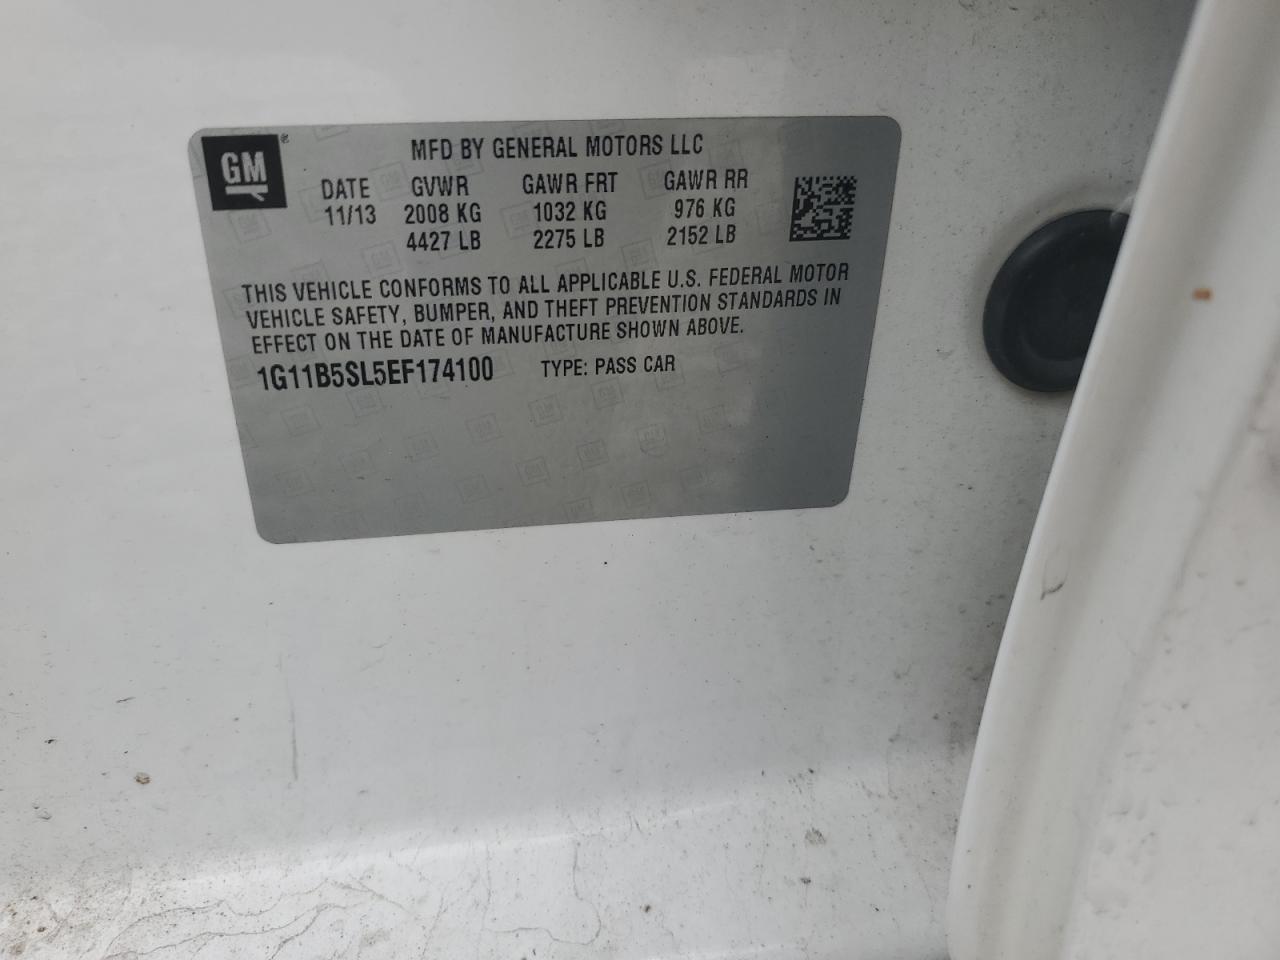 GM®
MFD BY GENERAL MOTORS LLC
DATE GVWR GAWR FRT GAWR RR
11/13 2008 KG 1032 KG 976 KG
4427 LB 2275 LB 2152 LB
THIS VEHICLE CONFORMS TO ALL APPLICABLE U.S. FEDERAL MOTOR
VEHICLE SAFETY, BUMPER, AND THEFT PREVENTION STANDARDS IN
EFFECT ON THE DATE OF MANUFACTURE SHOWN ABOVE.
1G11B5SL5EF174100 TYPE: PASS CAR